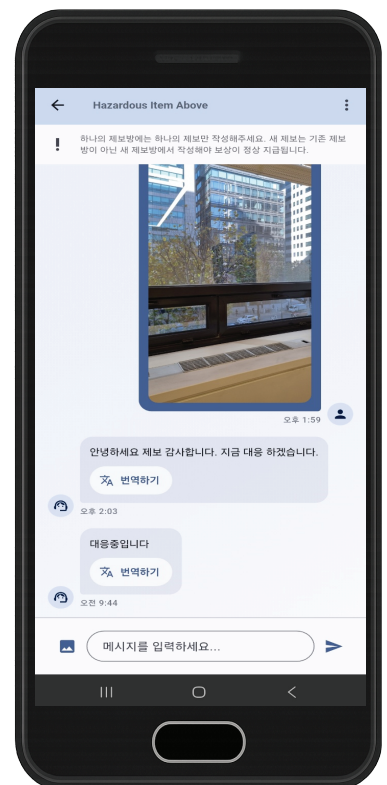 Hazardous Item Above
하나의 제보방에는 하나의 제보만 작성해주세요. 새 제보는 기존 제보
방이 아닌 새 제보방에서 작성해야 보상이 정상 지급됩니다.
오후 1:59
안녕하세요 제보 감사합니다. 지금 대응 하겠습니다.
번역하기
오후 2:03
대응중입니다
번역하기
오전 9:44
메시지를 입력하세요...